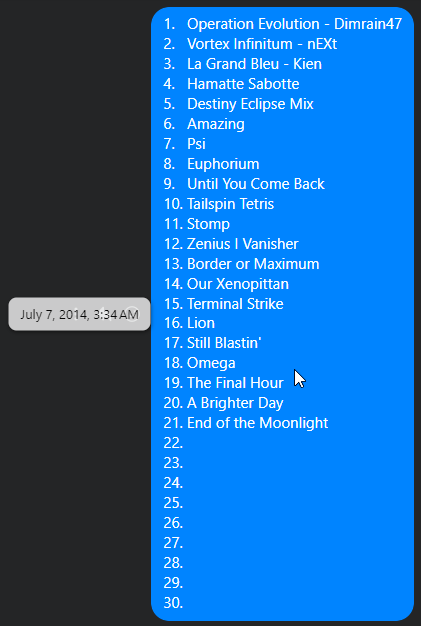 1. Operation Evolution - Dimrain47
2. Vortex Infinitum - nEXt
3. La Grand Bleu - Kien
4. Hamatte Sabotte
5. Destiny Eclipse Mix
6. Amazing
7. Psi
8. Euphorium
9. Until You Come Back
10. Tailspin Tetris
11. Stomp
12. Zenius I Vanisher
13. Border or Maximum
14. Our Xenopittan
July 7, 2014, 3:34 AM
15. Terminal Strike
16. Lion
17. Still Blastin'
18. Omega
19. The Final Hour
20. A Brighter Day
21. End of the Moonlight
22.
23.
24.
25.
26.
27.
28.
29.
30.